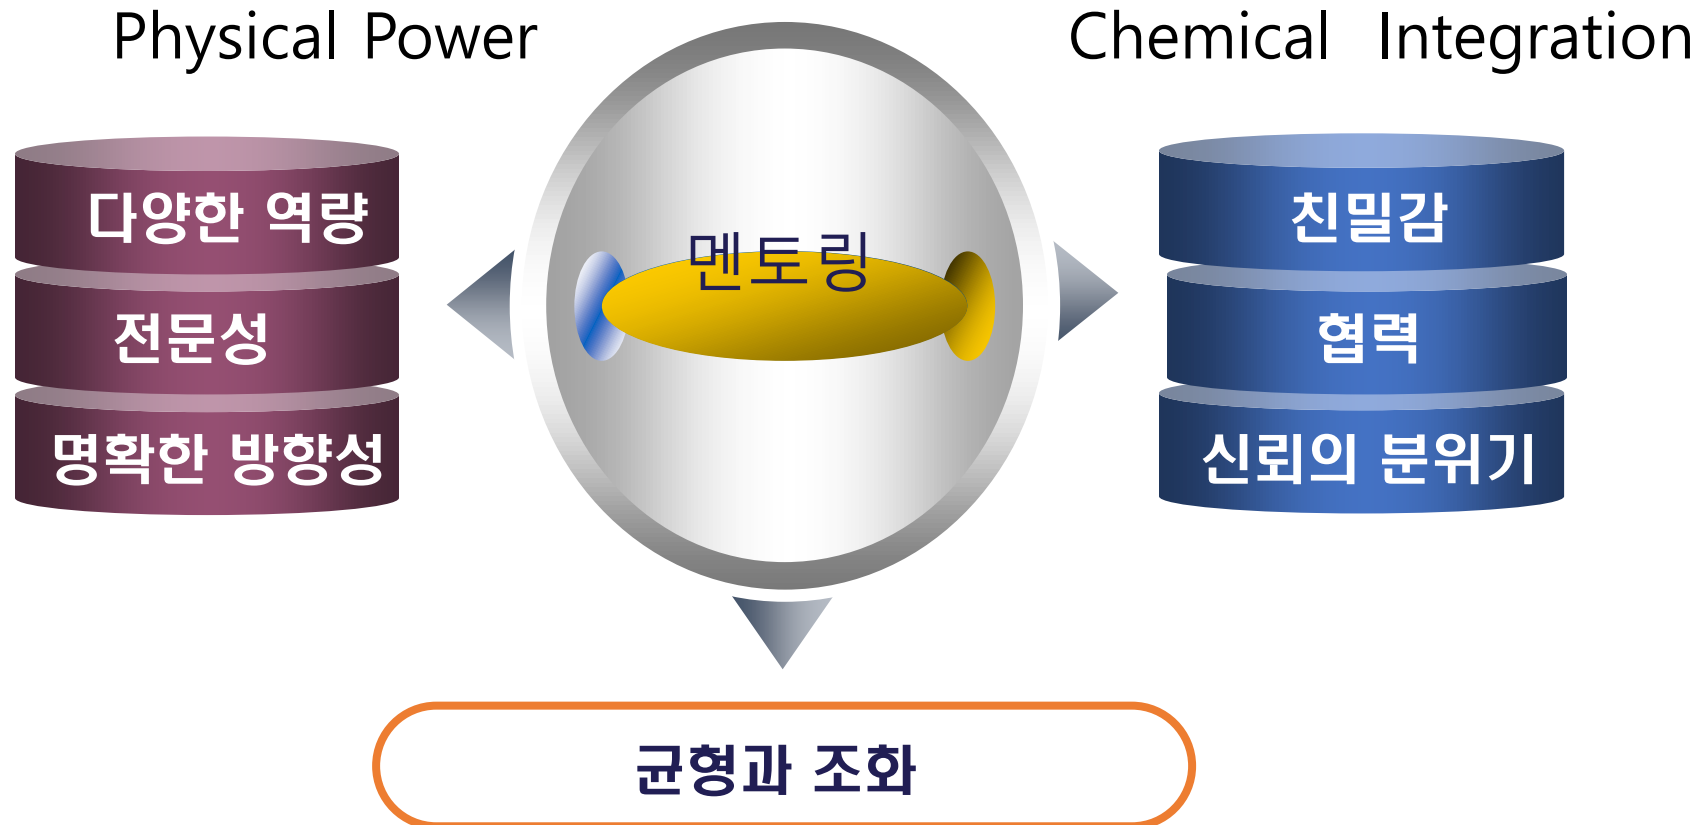 Physical Power
Chemical Integration
다양한 역량
전문성
명확한 방향성
멘토링
친밀감
협력
신뢰의 분위기
균형과 조화